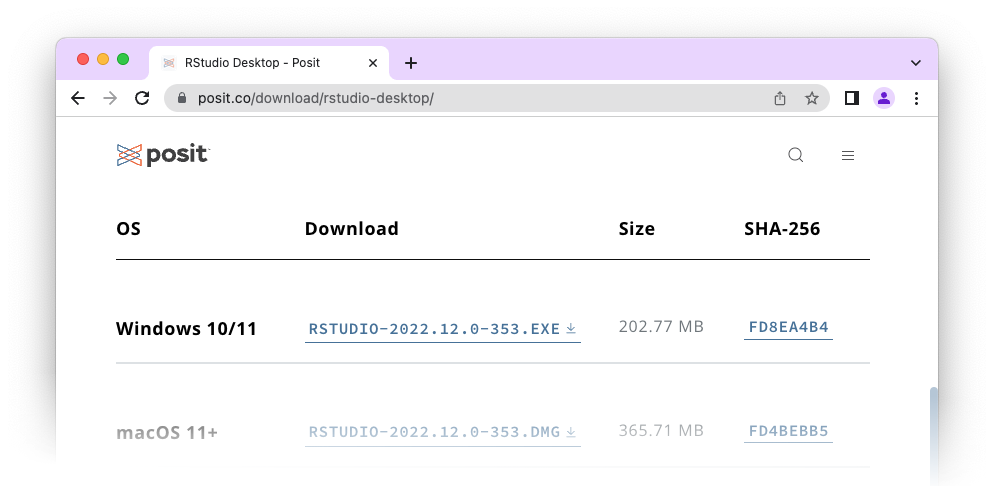 RStudio Desktop - Posit
posit.co/download/rstudio-desktop/
posit
OS Download Size SHA-256
Windows 10/11 RSTUDIO-2022.12.0-353.EXE 202.77 MB FD8EA4B4
macOS 11+ RSTUDIO-2022.12.0-353.DMG 365.71 MB FD4BEBB5